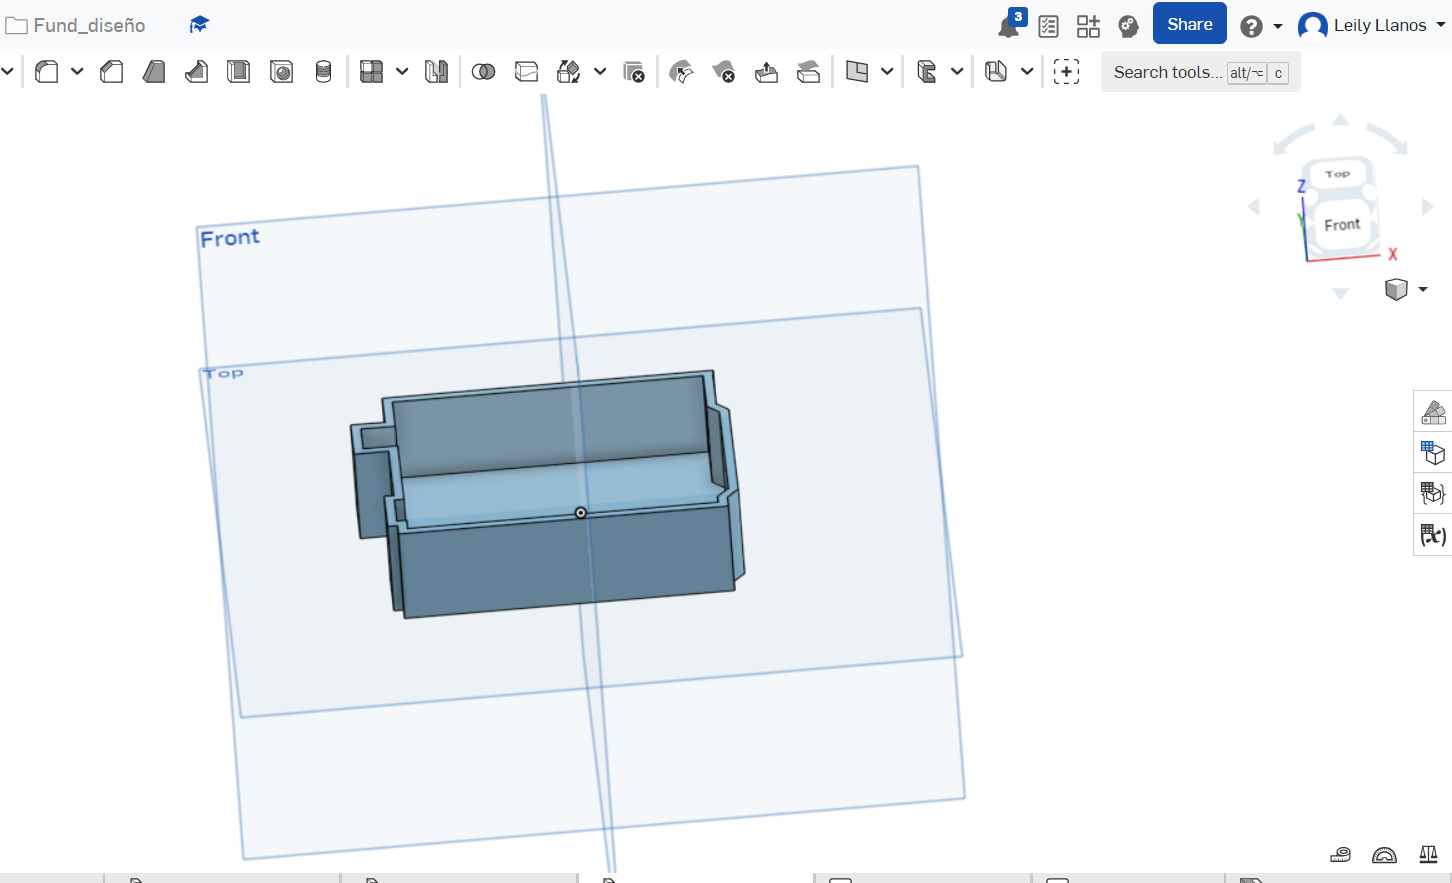 Fund_diseño
3
Share
Leily Llanos
Search tools... alt/⌥ c
Top
Z
Y
Front
X
Front
Top
(x)